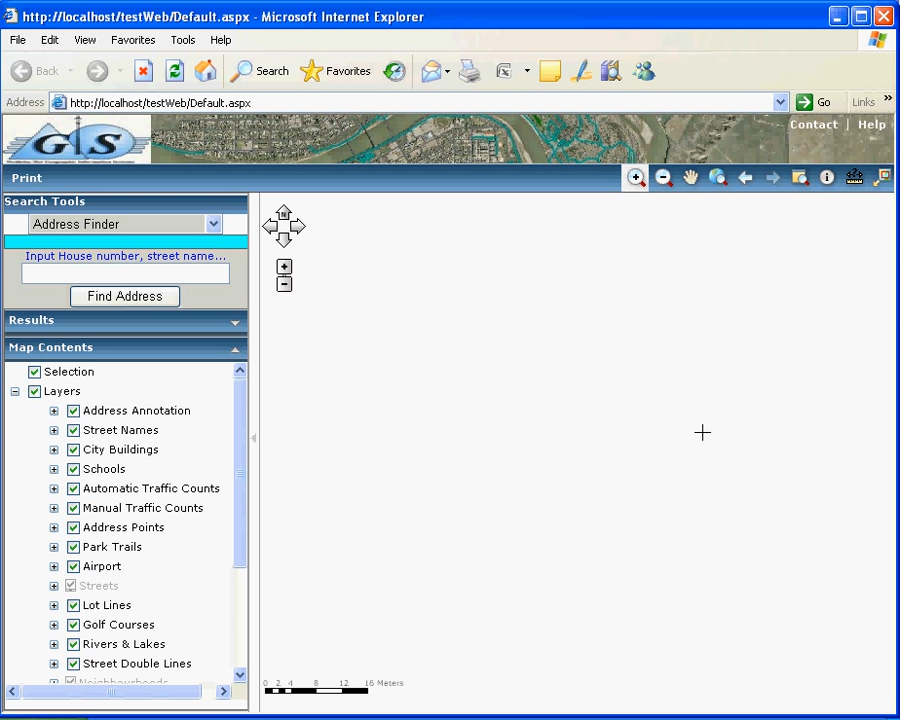 http://localhost/testWeb/Default.aspx - Microsoft Internet Explorer
File Edit View Favorites Tools Help
Back Search Favorites
Address http://localhost/testWeb/Default.aspx Go Links »
GIS
Contact | Help
Print
Search Tools
Address Finder
Input House number, street name...
Find Address
Results
Map Contents
Selection
Layers
Address Annotation
Street Names
City Buildings
Schools
Automatic Traffic Counts
Manual Traffic Counts
Address Points
Park Trails
Airport
Streets
Lot Lines
Golf Courses
Rivers & Lakes
Street Double Lines
Neighbourhoods
N
0 2 4 8 12 16 Meters